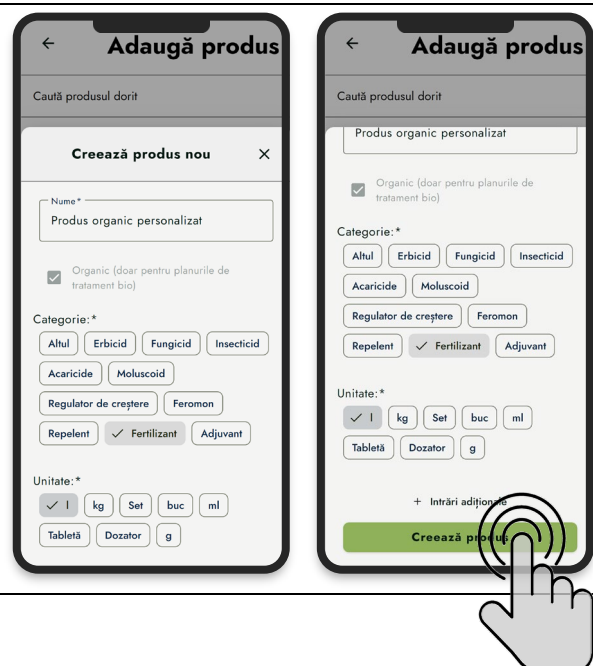 Adaugă produs
Caută produsul dorit
Creează produs nou
Nume*
Produs organic personalizat
Organic (doar pentru planurile de
tratament bio)
Categorie:*
Altul Erbicid Fungicid Insecticid
Acaricide Moluscoid
Regulator de creștere Feromon
Repelent Fertilizant Adjuvant
Unitate:*
l kg Set buc ml
Tabletă Dozator g
Adaugă produs
Caută produsul dorit
Produs organic personalizat
Organic (doar pentru planurile de
tratament bio)
Categorie:*
Altul Erbicid Fungicid Insecticid
Acaricide Moluscoid
Regulator de creștere Feromon
Repelent Fertilizant Adjuvant
Unitate:*
l kg Set buc ml
Tabletă Dozator g
+ Intrări adiționale
Creează produs